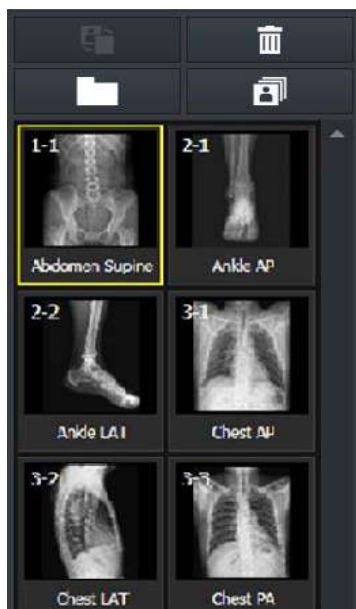 1-1
2-1
Abdomen Supine
Ankle AP
2-2
3-1
Ankle LAT
Chest AP
3-2
3-3
Chest LAT
Chest PA